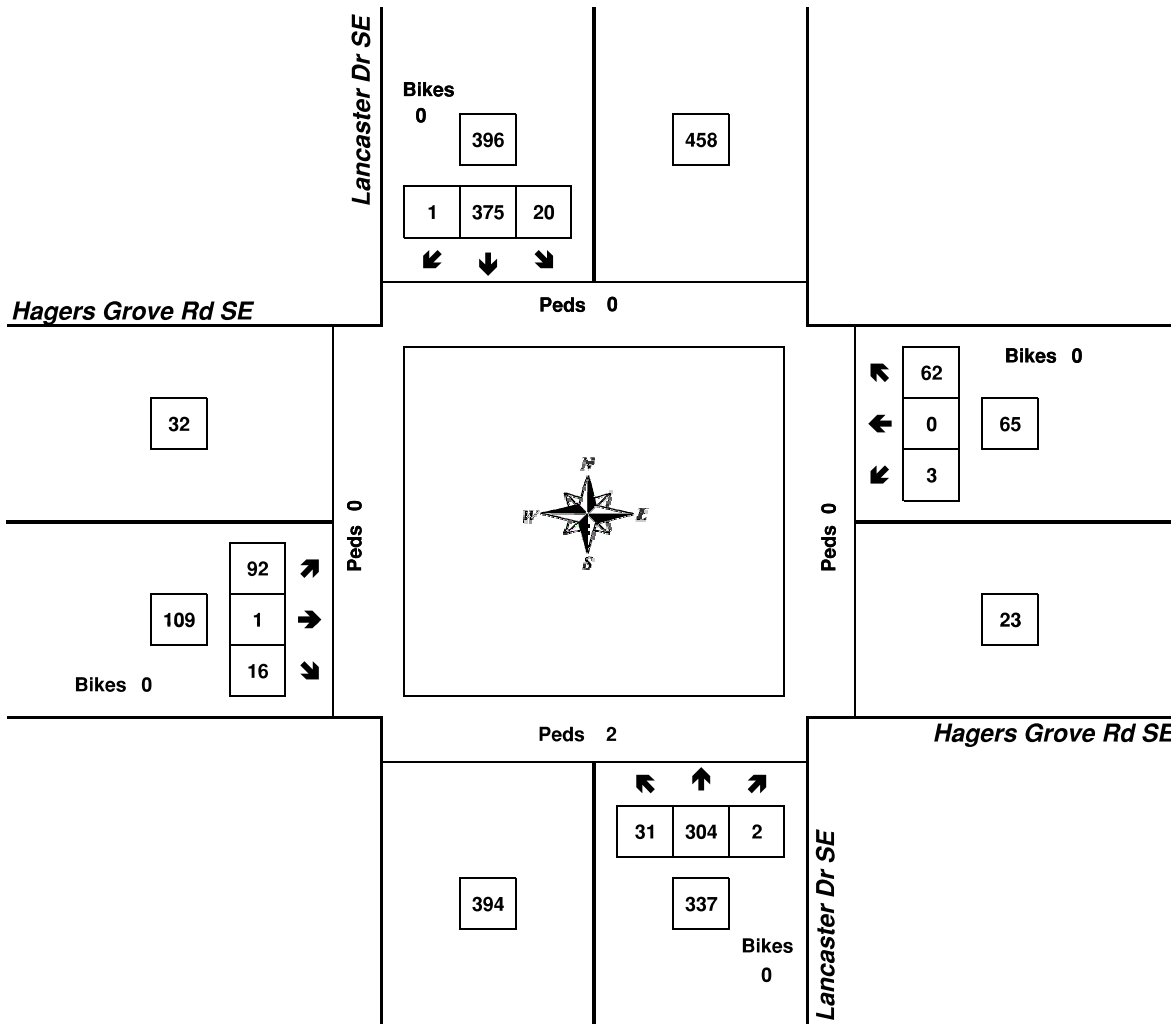 Lancaster Dr SE
Bikes
0
396
458
1 375 20
Hagers Grove Rd SE
Peds 0
62
Bikes 0
32
0
65
3
N
W E
S
Peds 0
Peds 0
92
109
1
23
16
Bikes 0
Peds 2
Hagers Grove Rd SE
31 304 2
394
337
Lancaster Dr SE
Bikes
0